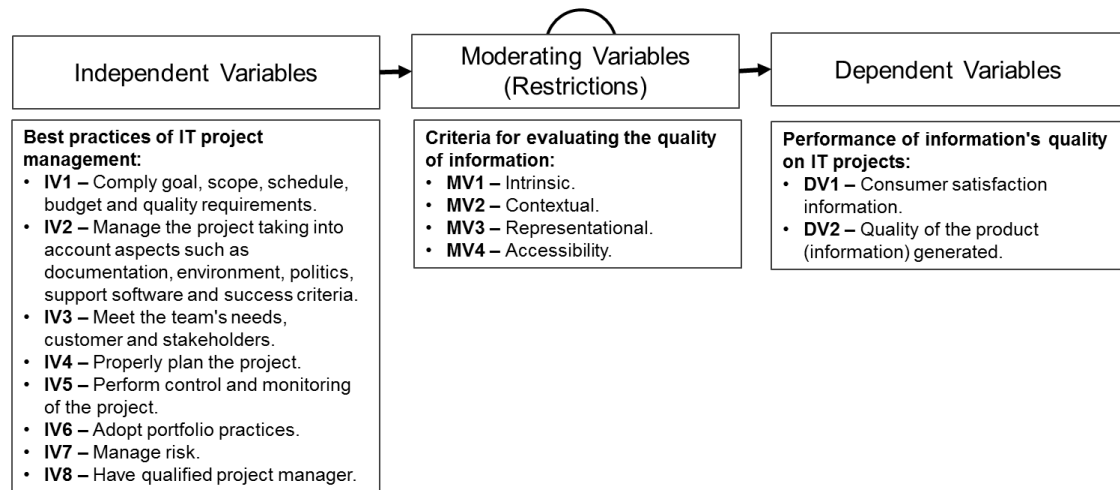 Independent Variables
Moderating Variables
(Restrictions)
Dependent Variables
Best practices of IT project
management:
• IV1 – Comply goal, scope, schedule,
budget and quality requirements.
• IV2 – Manage the project taking into
account aspects such as
documentation, environment, politics,
support software and success criteria.
• IV3 – Meet the team's needs,
customer and stakeholders.
• IV4 – Properly plan the project.
• IV5 – Perform control and monitoring
of the project.
• IV6 – Adopt portfolio practices.
• IV7 – Manage risk.
• IV8 – Have qualified project manager.
Criteria for evaluating the quality
of information:
• MV1 – Intrinsic.
• MV2 – Contextual.
• MV3 – Representational.
• MV4 – Accessibility.
Performance of information's quality
on IT projects:
• DV1 – Consumer satisfaction
information.
• DV2 – Quality of the product
(information) generated.